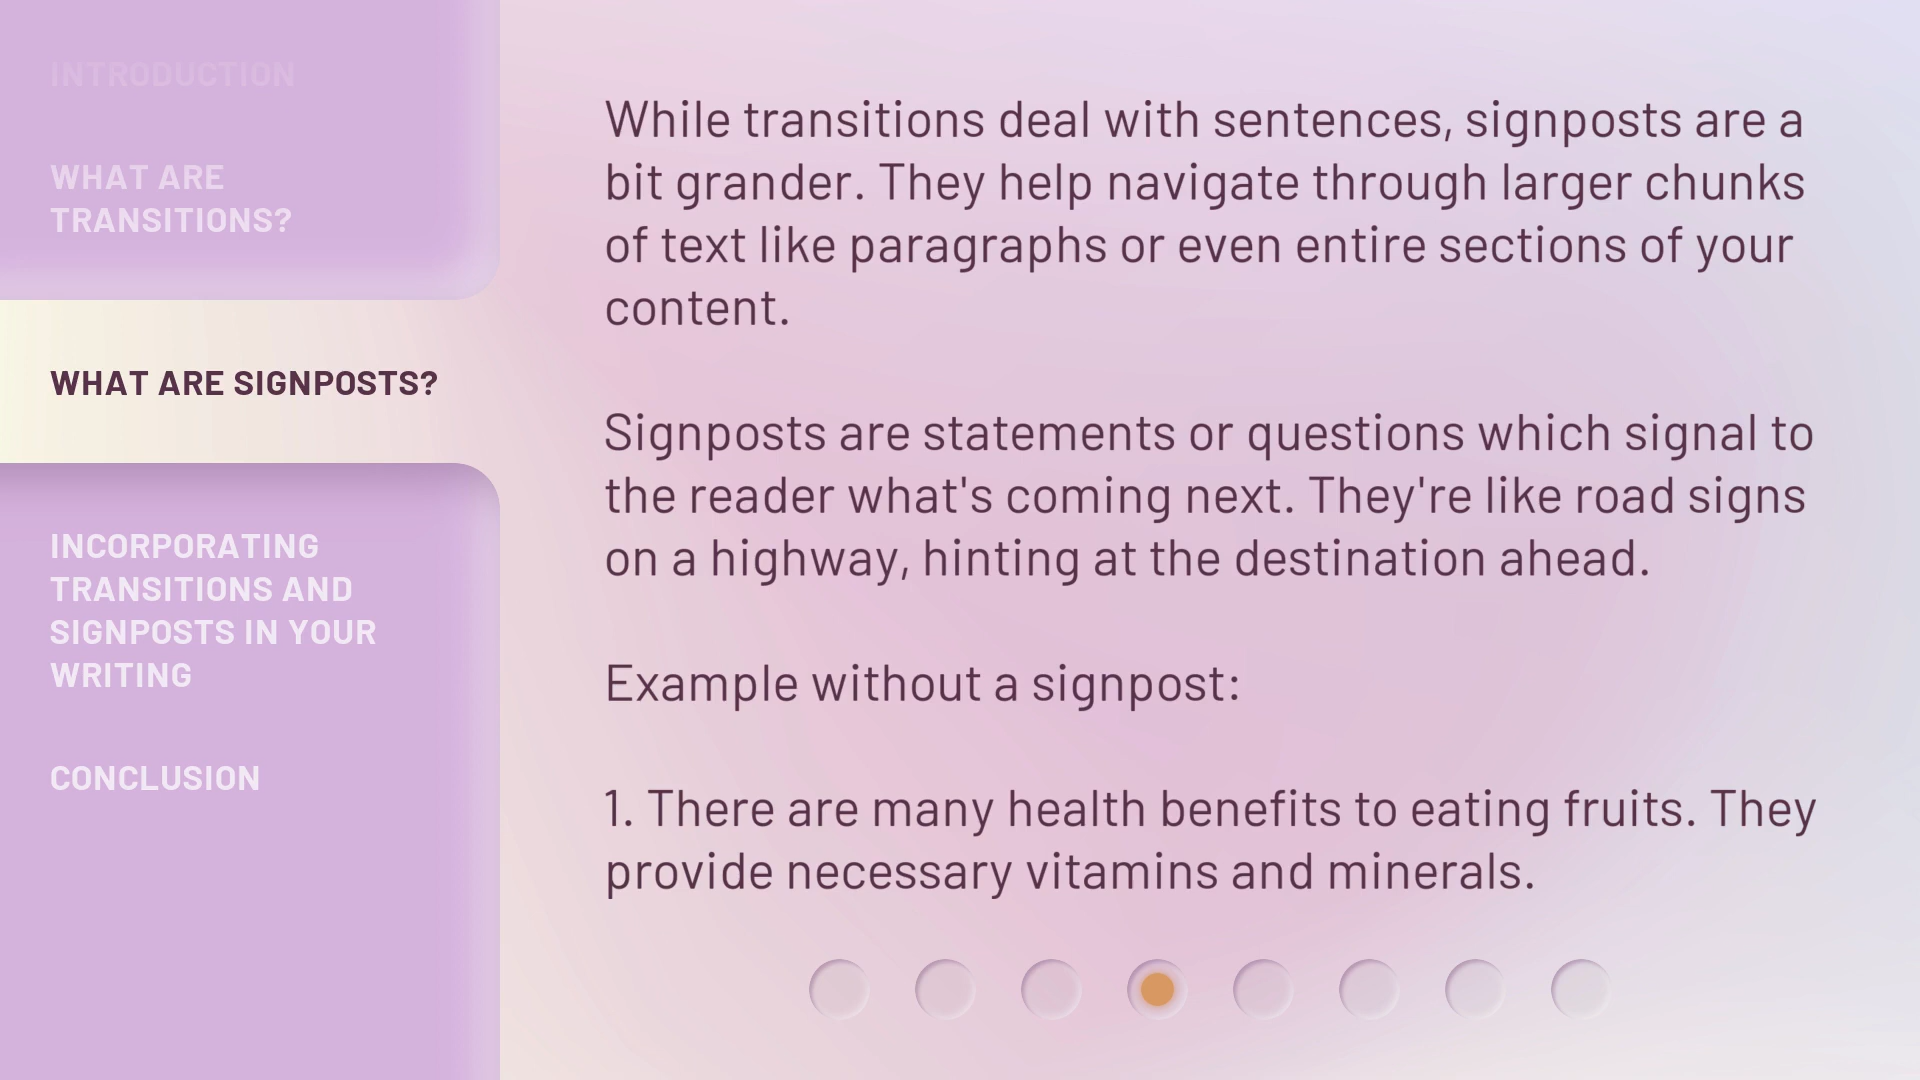 INTRODUCTION
WHAT ARE
TRANSITIONS?
WHAT ARE SIGNPOSTS?
INCORPORATING
TRANSITIONS AND
SIGNPOSTS IN YOUR
WRITING
CONCLUSION
While transitions deal with sentences, signposts are a
bit grander. They help navigate through larger chunks
of text like paragraphs or even entire sections of your
content.
Signposts are statements or questions which signal to
the reader what's coming next. They're like road signs
on a highway, hinting at the destination ahead.
Example without a signpost:
1. There are many health benefits to eating fruits. They
provide necessary vitamins and minerals.